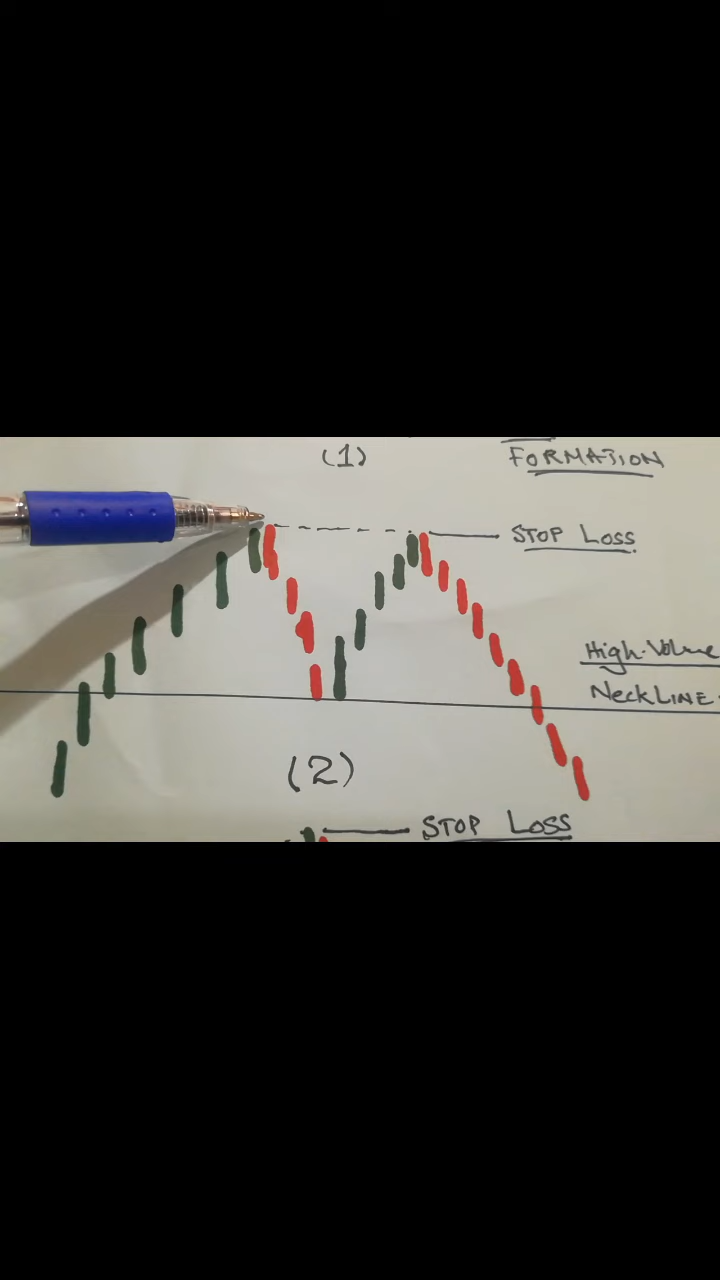 (1)
FORMATION
STOP LOSS
High-Volume
NECKLINE
(2)
STOP LOSS